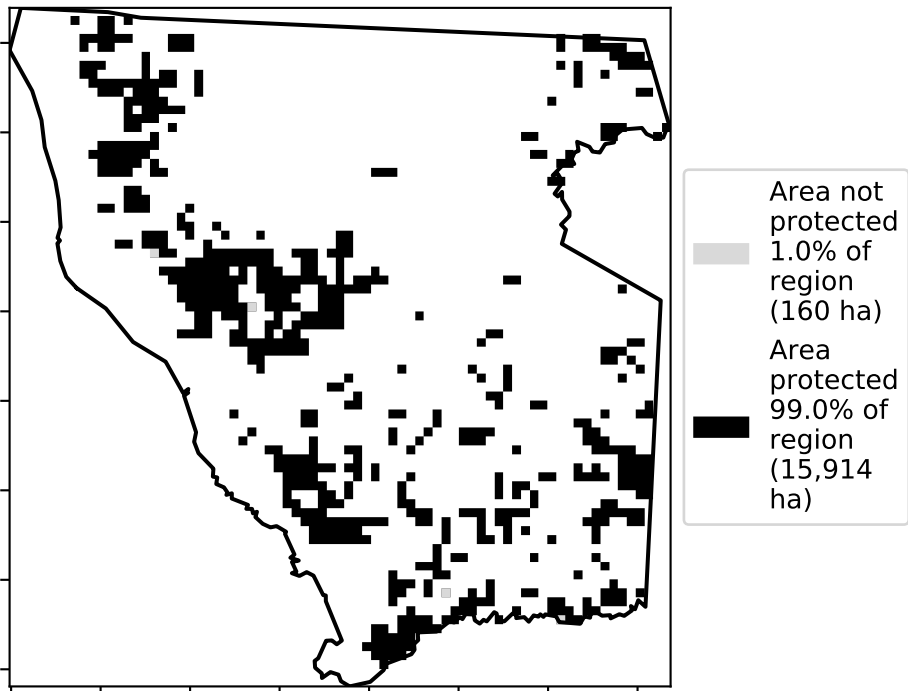 Area not
protected
1.0% of
region
(160 ha)
Area
protected
99.0% of
region
(15,914
ha)